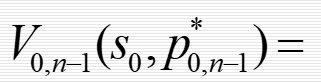 V_{0,n–1}(s_0, p^*_{0,n–1}) =